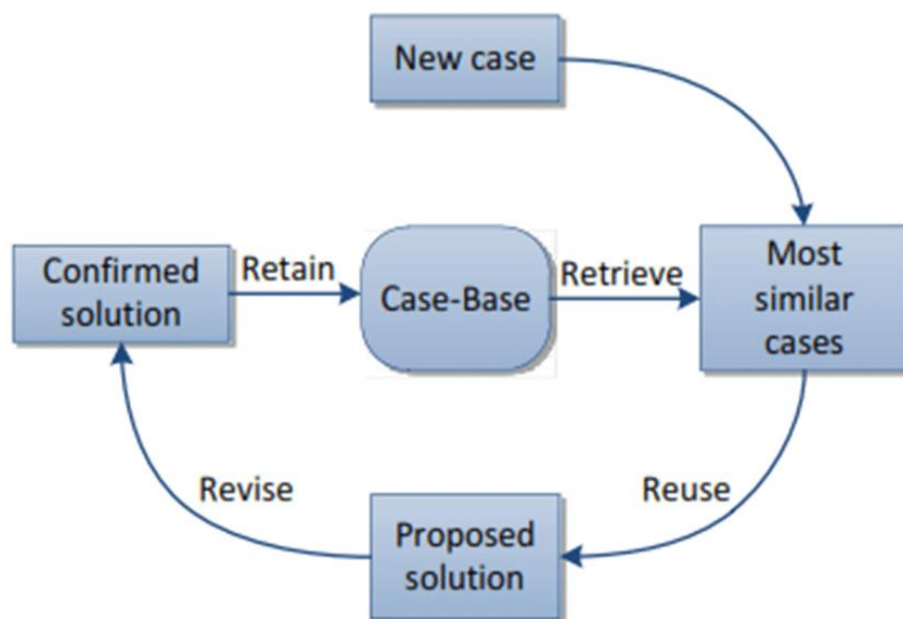 New case
Confirmed
solution
Retain
Case-Base
Retrieve
Most
similar
cases
Revise
Reuse
Proposed
solution